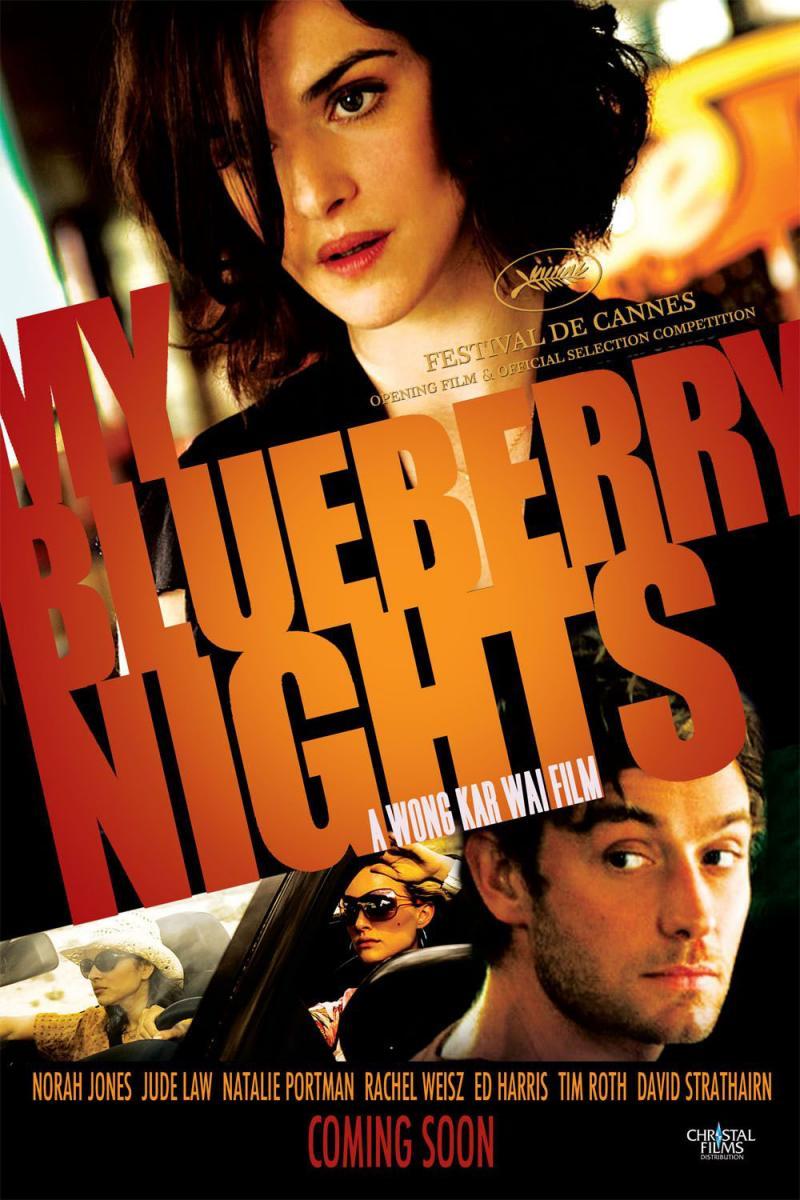 FESTIVAL DE CANNES
OPENING FILM & OFFICIAL SELECTION COMPETITION
MY
BLUEBERRY
NIGHTS
A WONG KAR WAI FILM
NORAH JONES JUDE LAW NATALIE PORTMAN RACHEL WEISZ ED HARRIS TIM ROTH DAVID STRATHAIRN
COMING SOON
CHRISTAL
FILMS
DISTRIBUTION